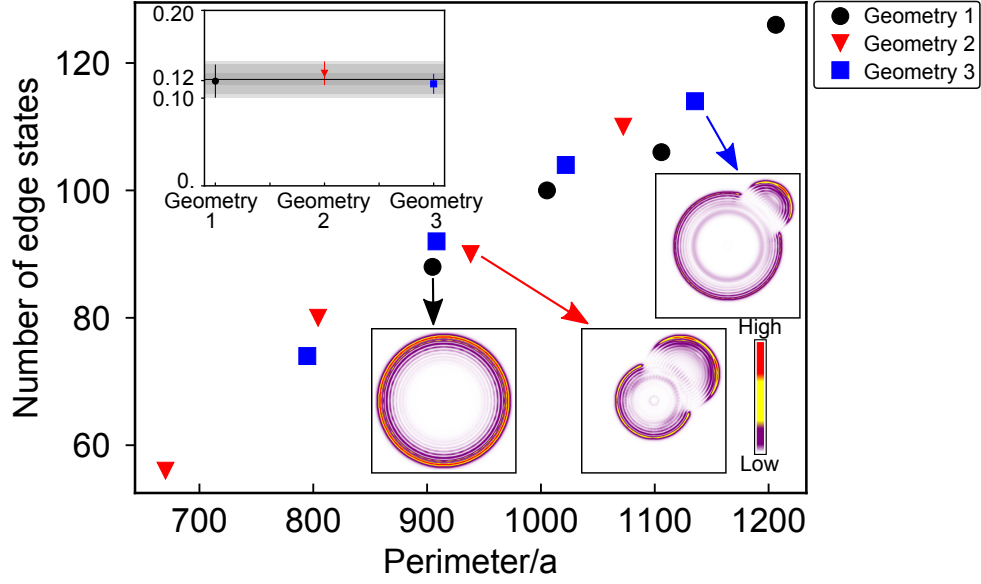 Number of edge states
120
100
80
60
700 800 900 1000 1100 1200
Perimeter/a
0.20
0.12
0.10
0.
Geometry 1
Geometry 2
Geometry 3
Geometry 1
Geometry 2
Geometry 3
High
Low